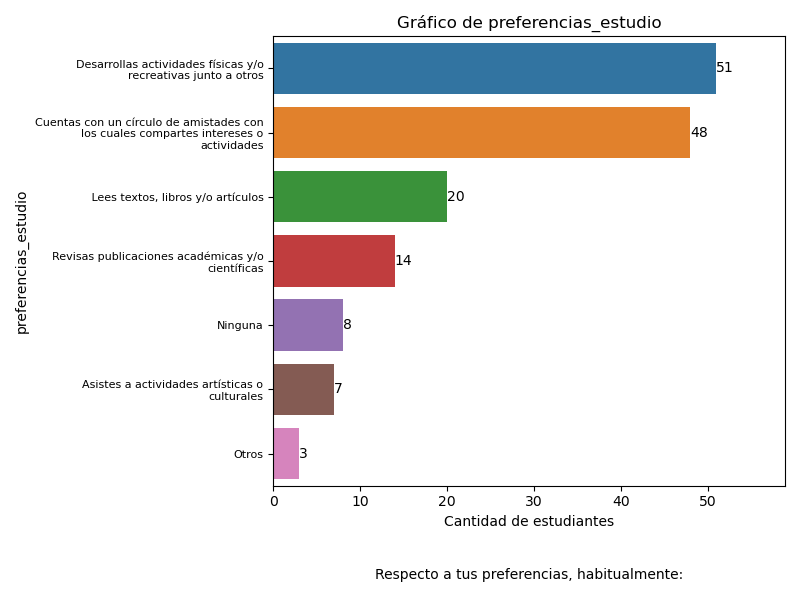 Gráfico de preferencias_estudio
preferencias_estudio
Desarrollas actividades físicas y/o
recreativas junto a otros
51
Cuentas con un círculo de amistades con
los cuales compartes intereses o
actividades
48
Lees textos, libros y/o artículos
20
Revisas publicaciones académicas y/o
científicas
14
Ninguna
8
Asistes a actividades artísticas o
culturales
7
Otros
3
0 10 20 30 40 50
Cantidad de estudiantes
Respecto a tus preferencias, habitualmente: